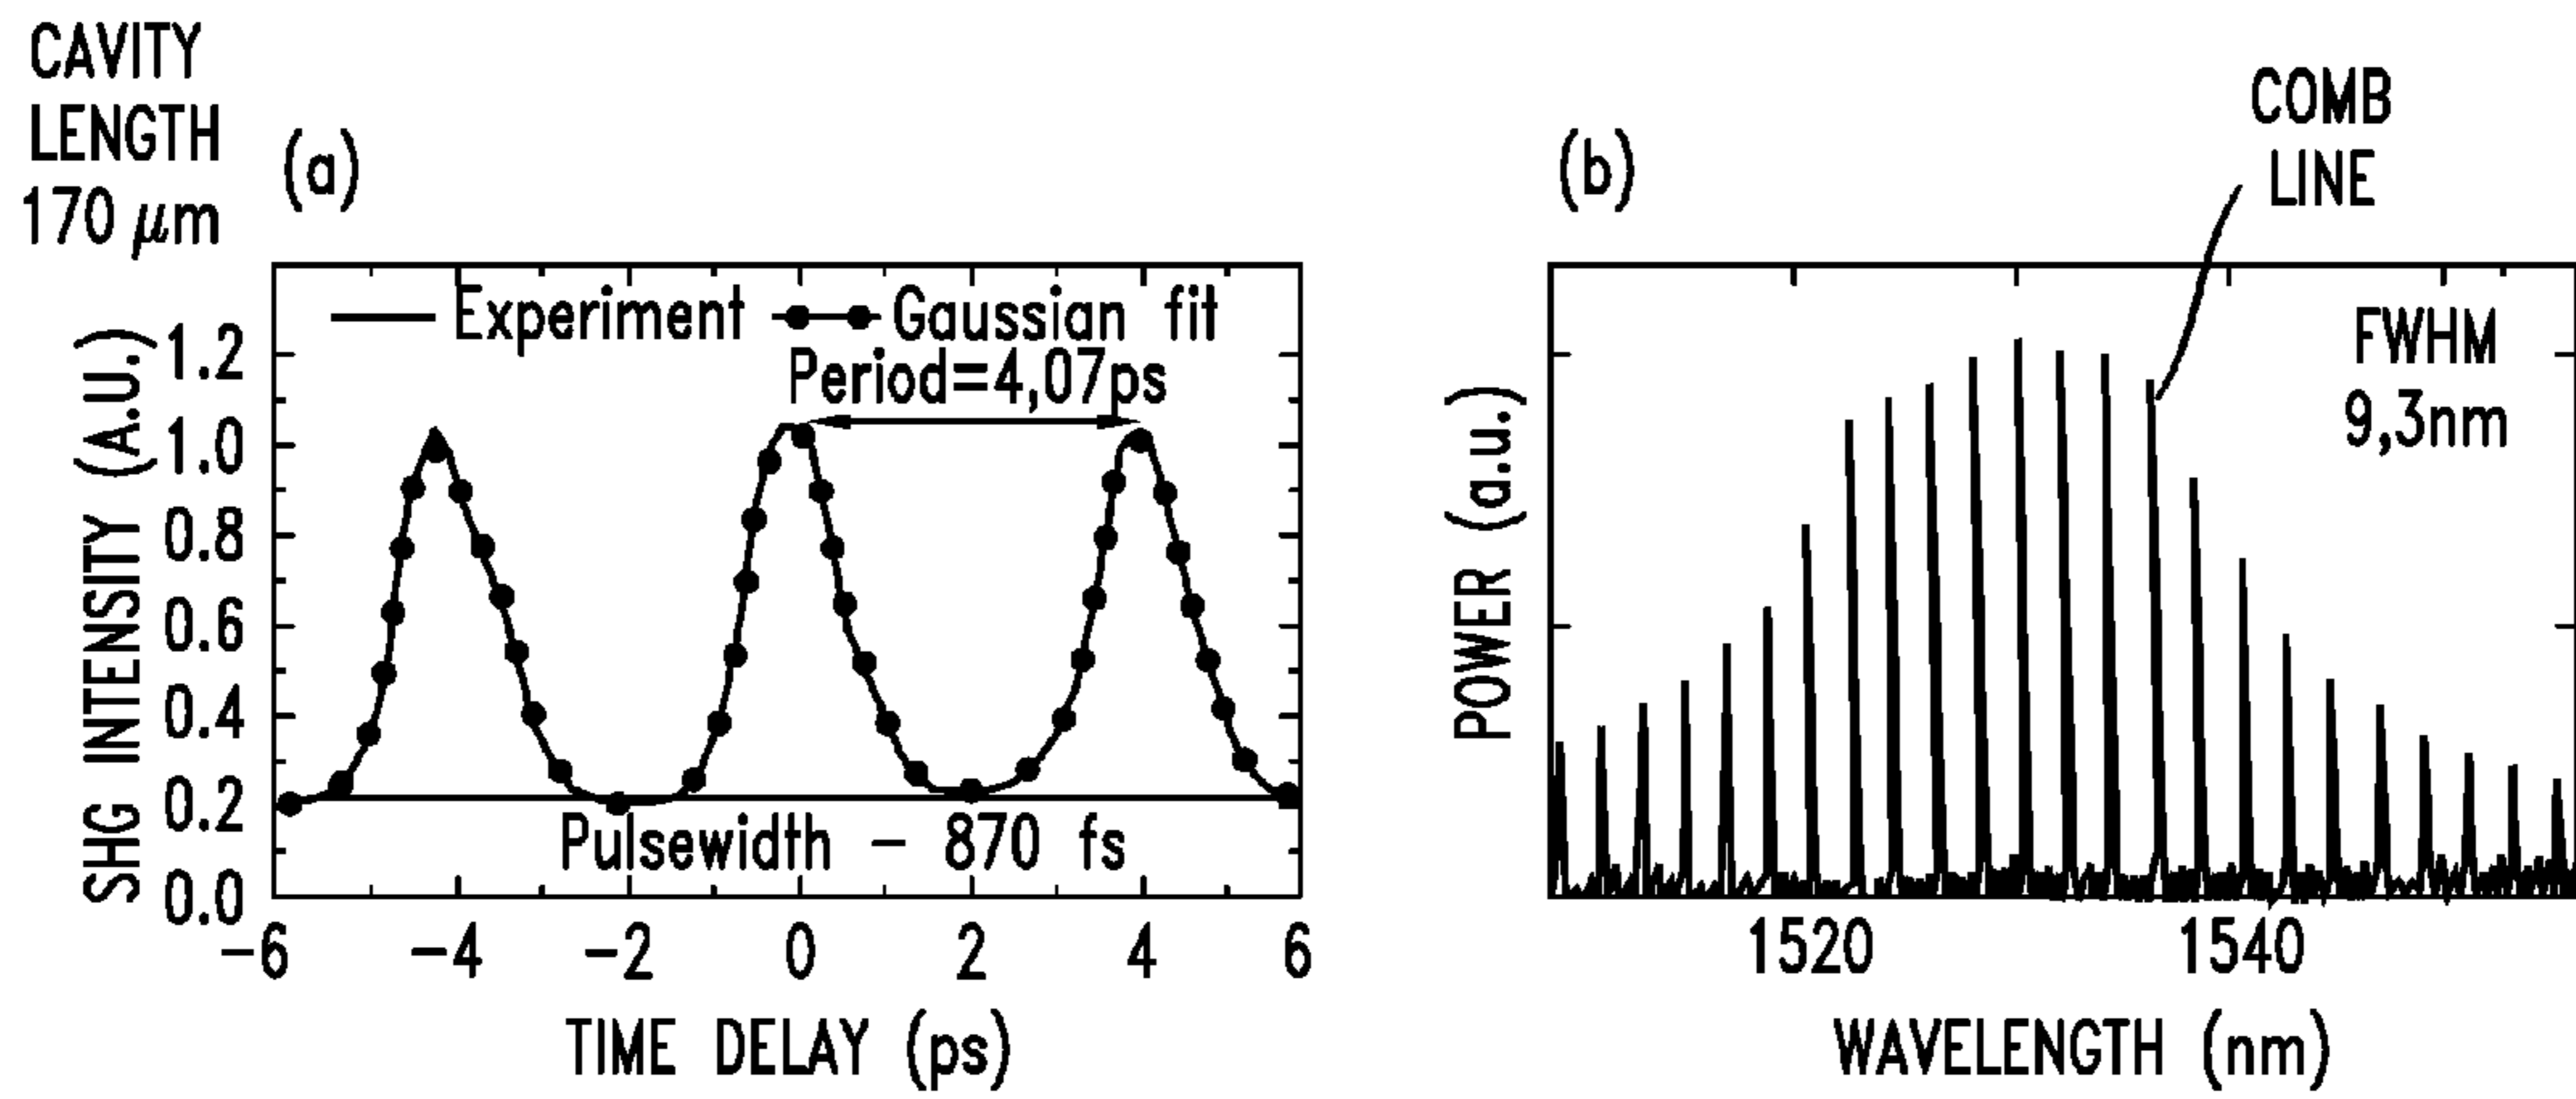 CAVITY
LENGTH
170 μm
(a)
Experiment Gaussian fit
Period=4,07ps
Pulsewidth – 870 fs
SHG INTENSITY (A.U.)
1.2
1.0
0.8
0.6
0.4
0.2
0.0
−6 −4 −2 0 2 4 6
TIME DELAY (ps)
(b)
COMB
LINE
FWHM
9,3nm
POWER (a.u.)
1520 1540
WAVELENGTH (nm)